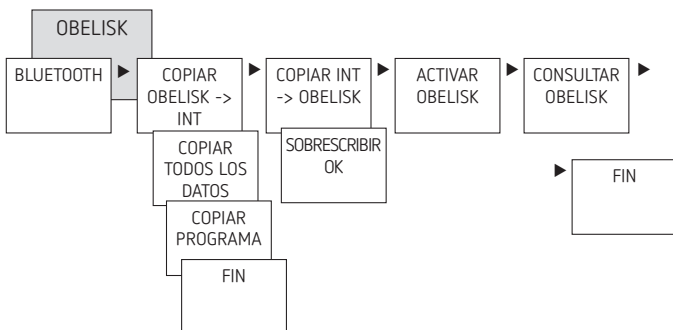 OBELISK
BLUETOOTH
COPIAR
OBELISK ->
INT
COPIAR
TODOS LOS
DATOS
COPIAR
PROGRAMA
FIN
COPIAR INT
-> OBELISK
SOBRESCRIBIR
OK
ACTIVAR
OBELISK
CONSULTAR
OBELISK
FIN